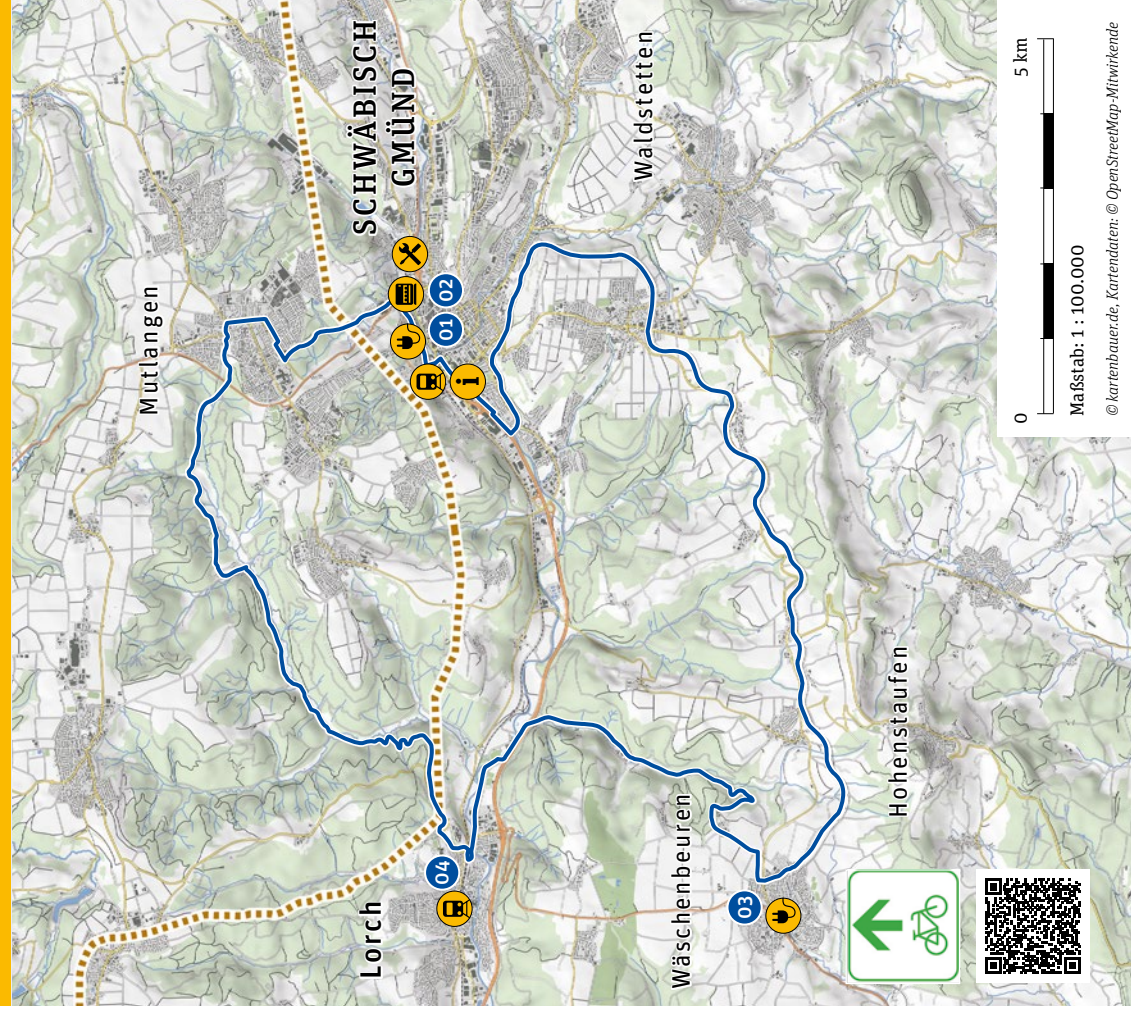 SCHWÄBISCH
GMÜND
Mutlangen
Waldstetten
02
01
04
Lorch
Wäschenbeuren
03
Hohenstaufen
0
5 km
Maßstab: 1 : 100.000
© kartenbauer.de, Kartendaten: © OpenStreetMap-Mitwirkende